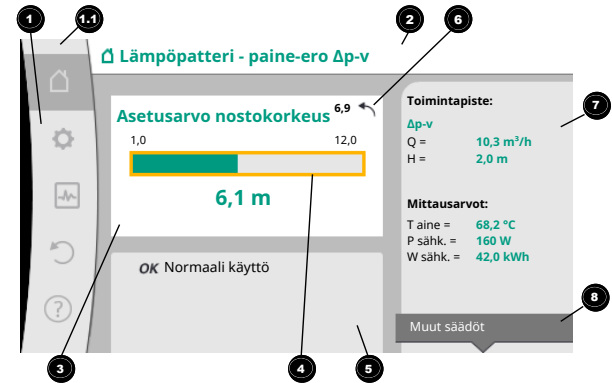 1
1.1
2
6
Lämpöpatteri - paine-ero Δp-v
Asetusarvo nostokorkeus 6,9
1,0 12,0
6,1 m
OK Normaali käyttö
Toimintapiste:
Δp-v
Q = 10,3 m³/h
H = 2,0 m
Mittausarvot:
T aine = 68,2 °C
P sähk. = 160 W
W sähk. = 42,0 kWh
Muut säädöt
7
8
3
4
5
?